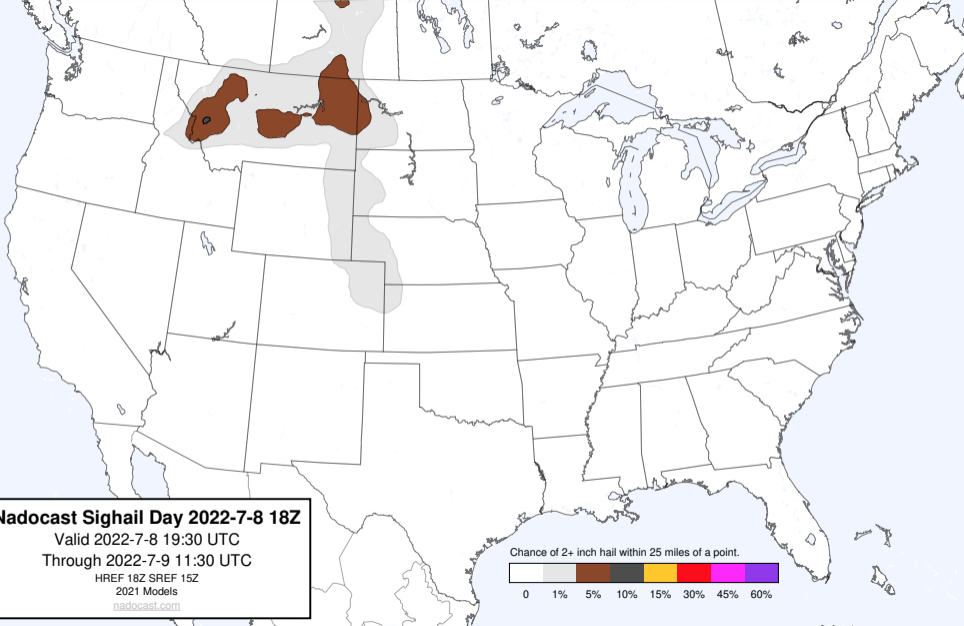 Nadocast Sighail Day 2022-7-8 18Z
Valid 2022-7-8 19:30 UTC
Through 2022-7-9 11:30 UTC
HREF 18Z SREF 15Z
2021 Models
nadocast.com
Chance of 2+ inch hail within 25 miles of a point.
0 1% 5% 10% 15% 30% 45% 60%